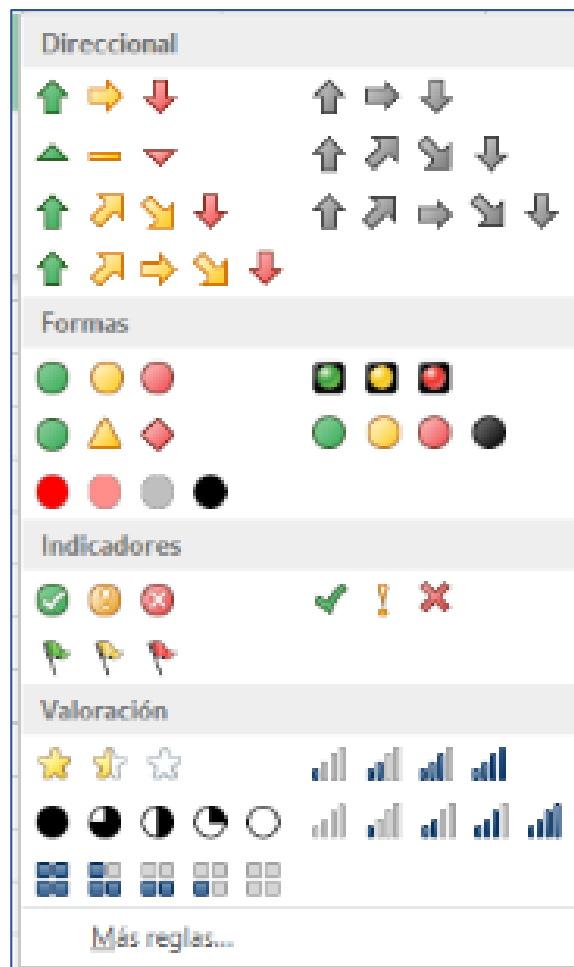 Direccional
Formas
Indicadores
Valoración
Más reglas...